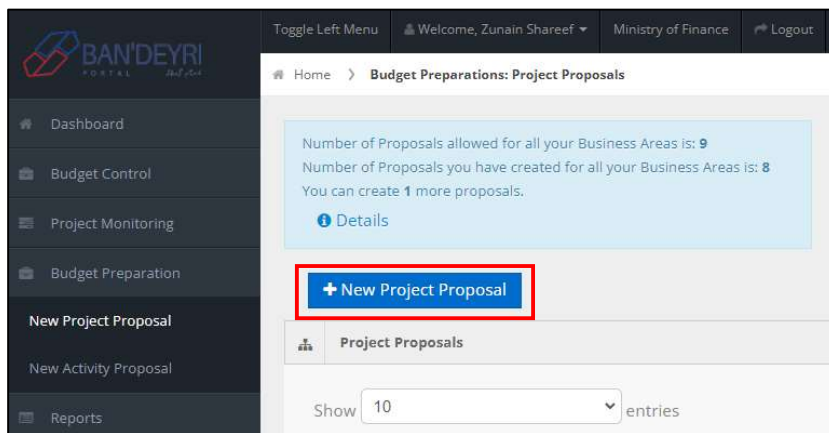 BAN'DEYRI
PORTAL
Toggle Left Menu
Welcome, Zunain Shareef
Ministry of Finance
Logout
Home > Budget Preparations: Project Proposals
Dashboard
Budget Control
Project Monitoring
Budget Preparation
New Project Proposal
New Activity Proposal
Reports
Number of Proposals allowed for all your Business Areas is: 9
Number of Proposals you have created for all your Business Areas is: 8
You can create 1 more proposals.
Details
+ New Project Proposal
Project Proposals
Show 10 entries